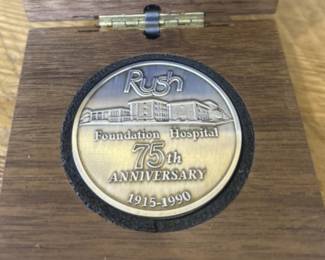 Rush
Foundation Hospital
75th
ANNIVERSARY
1915-1990